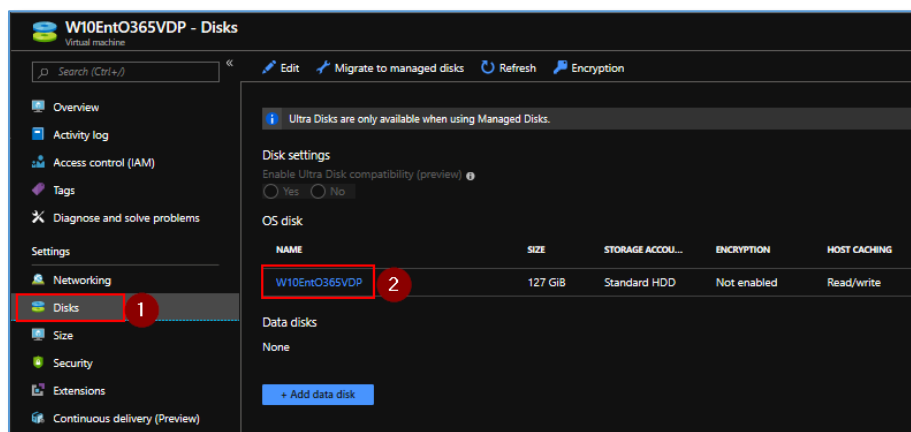 W10EntO365VDP - Disks
Virtual machine
Search (Ctrl+/)
«
Overview
Activity log
Access control (IAM)
Tags
Diagnose and solve problems
Settings
Networking
Disks
1
Size
Security
Extensions
Continuous delivery (Preview)
Edit
Migrate to managed disks
Refresh
Encryption
Ultra Disks are only available when using Managed Disks.
Disk settings
Enable Ultra Disk compatibility (preview)
Yes No
OS disk
NAME SIZE STORAGE ACCOU... ENCRYPTION HOST CACHING
W10EntO365VDP 2 127 GiB Standard HDD Not enabled Read/write
Data disks
None
+ Add data disk